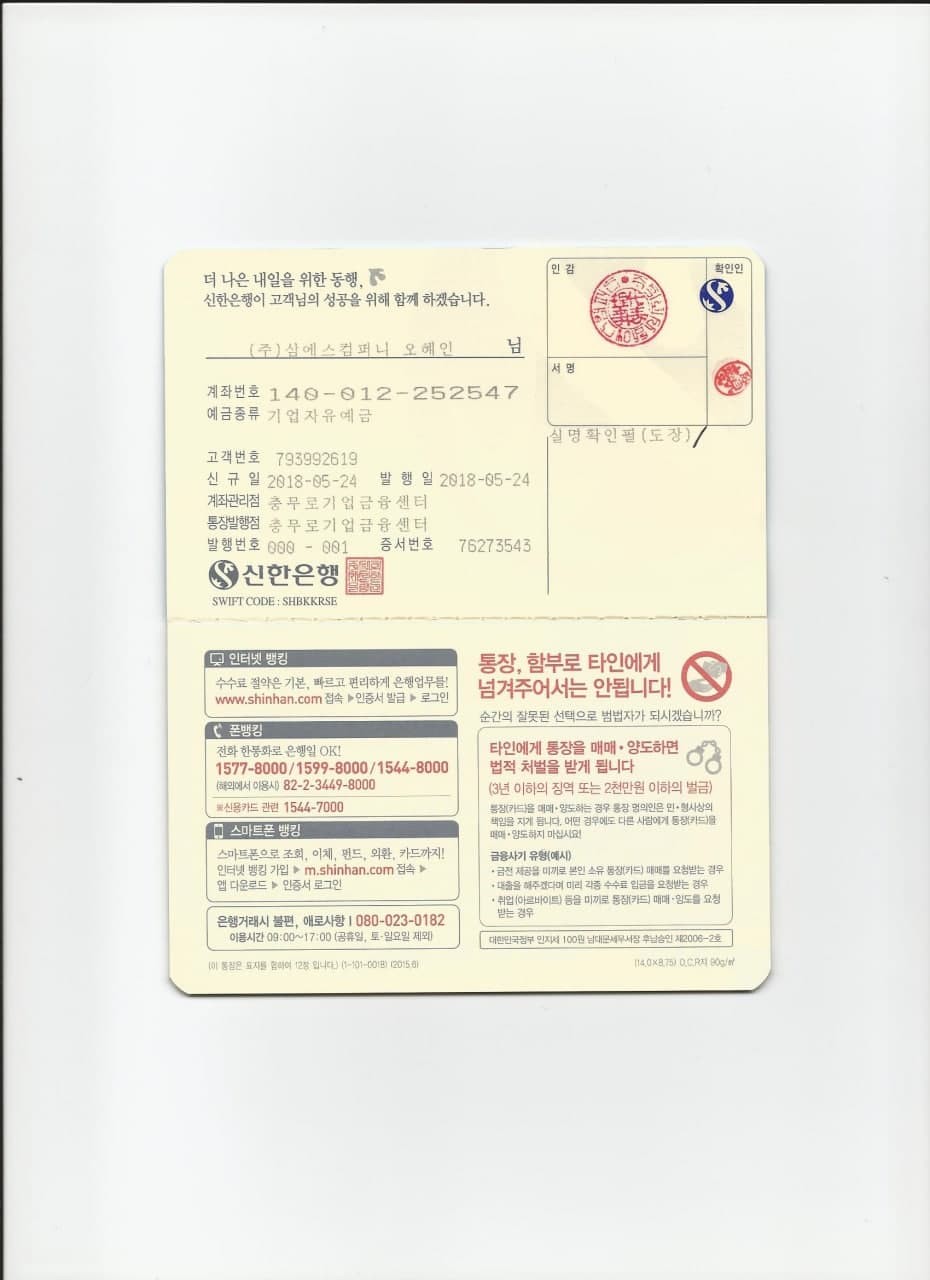 더 나은 내일을 위한 동행,
신한은행이 고객님의 성공을 위해 함께 하겠습니다.
(주)삼에스컴퍼니 오혜인 님
계좌번호 140-012-252547
예금종류 기업자유예금
고객번호 793992619
신 규 일 2018-05-24 발 행 일 2018-05-24
계좌관리점 충무로기업금융센터
통장발행점 충무로기업금융센터
발행번호 000 - 001 증서번호 76273543
신한은행
SWIFT CODE : SHBKKRSE
인 감
확인인
서 명
실명확인필(도장)
인터넷 뱅킹
수수료 절약은 기본, 빠르고 편리하게 은행업무를!
www.shinhan.com 접속 ▶ 인증서 발급 ▶ 로그인
폰뱅킹
전화 한통화로 은행일 OK!
1577-8000 / 1599-8000 / 1544-8000
(해외에서 이용시) 82-2-3449-8000
※신용카드 관련 1544-7000
스마트폰 뱅킹
스마트폰으로 조회, 이체, 펀드, 외환, 카드까지!
인터넷 뱅킹 가입 ▶ m.shinhan.com 접속 ▶
앱 다운로드 ▶ 인증서 로그인
은행거래시 불편, 애로사항 | 080-023-0182
이용시간 09:00~17:00 (공휴일, 토·일요일 제외)
(이 통장은 표지를 합하여 12장 입니다.) (1-101-001B) (2015.6)
통장, 함부로 타인에게
넘겨주어서는 안됩니다!
순간의 잘못된 선택으로 범법자가 되시겠습니까?
타인에게 통장을 매매·양도하면
법적 처벌을 받게 됩니다
(3년 이하의 징역 또는 2천만원 이하의 벌금)
통장(카드)을 매매·양도하는 경우 통장 명의인은 민·형사상의
책임을 지게 됩니다. 어떤 경우에도 다른 사람에게 통장(카드)을
매매·양도하지 마십시요!
금융사기 유형(예시)
· 금전 제공을 미끼로 본인 소유 통장(카드) 매매를 요청받는 경우
· 대출을 해주겠다며 미리 각종 수수료 입금을 요청받는 경우
· 취업(아르바이트) 등을 미끼로 통장(카드) 매매·양도를 요청
받는 경우
대한민국정부 인지세 100원 남대문세무서장 후납승인 제2006-2호
(14.0×8.75) O.C.R지 90g/㎡